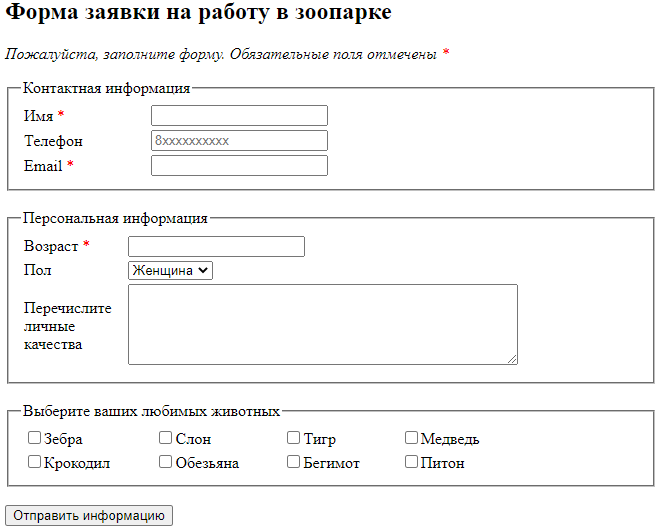 Форма заявки на работу в зоопарке
Пожалуйста, заполните форму. Обязательные поля отмечены *
Контактная информация
Имя *
Телефон 8xxxxxxxxxx
Email *
Персональная информация
Возраст *
Пол Женщина
Перечислите
личные
качества
Выберите ваших любимых животных
Зебра Слон Тигр Медведь
Крокодил Обезьяна Бегимот Питон
Отправить информацию